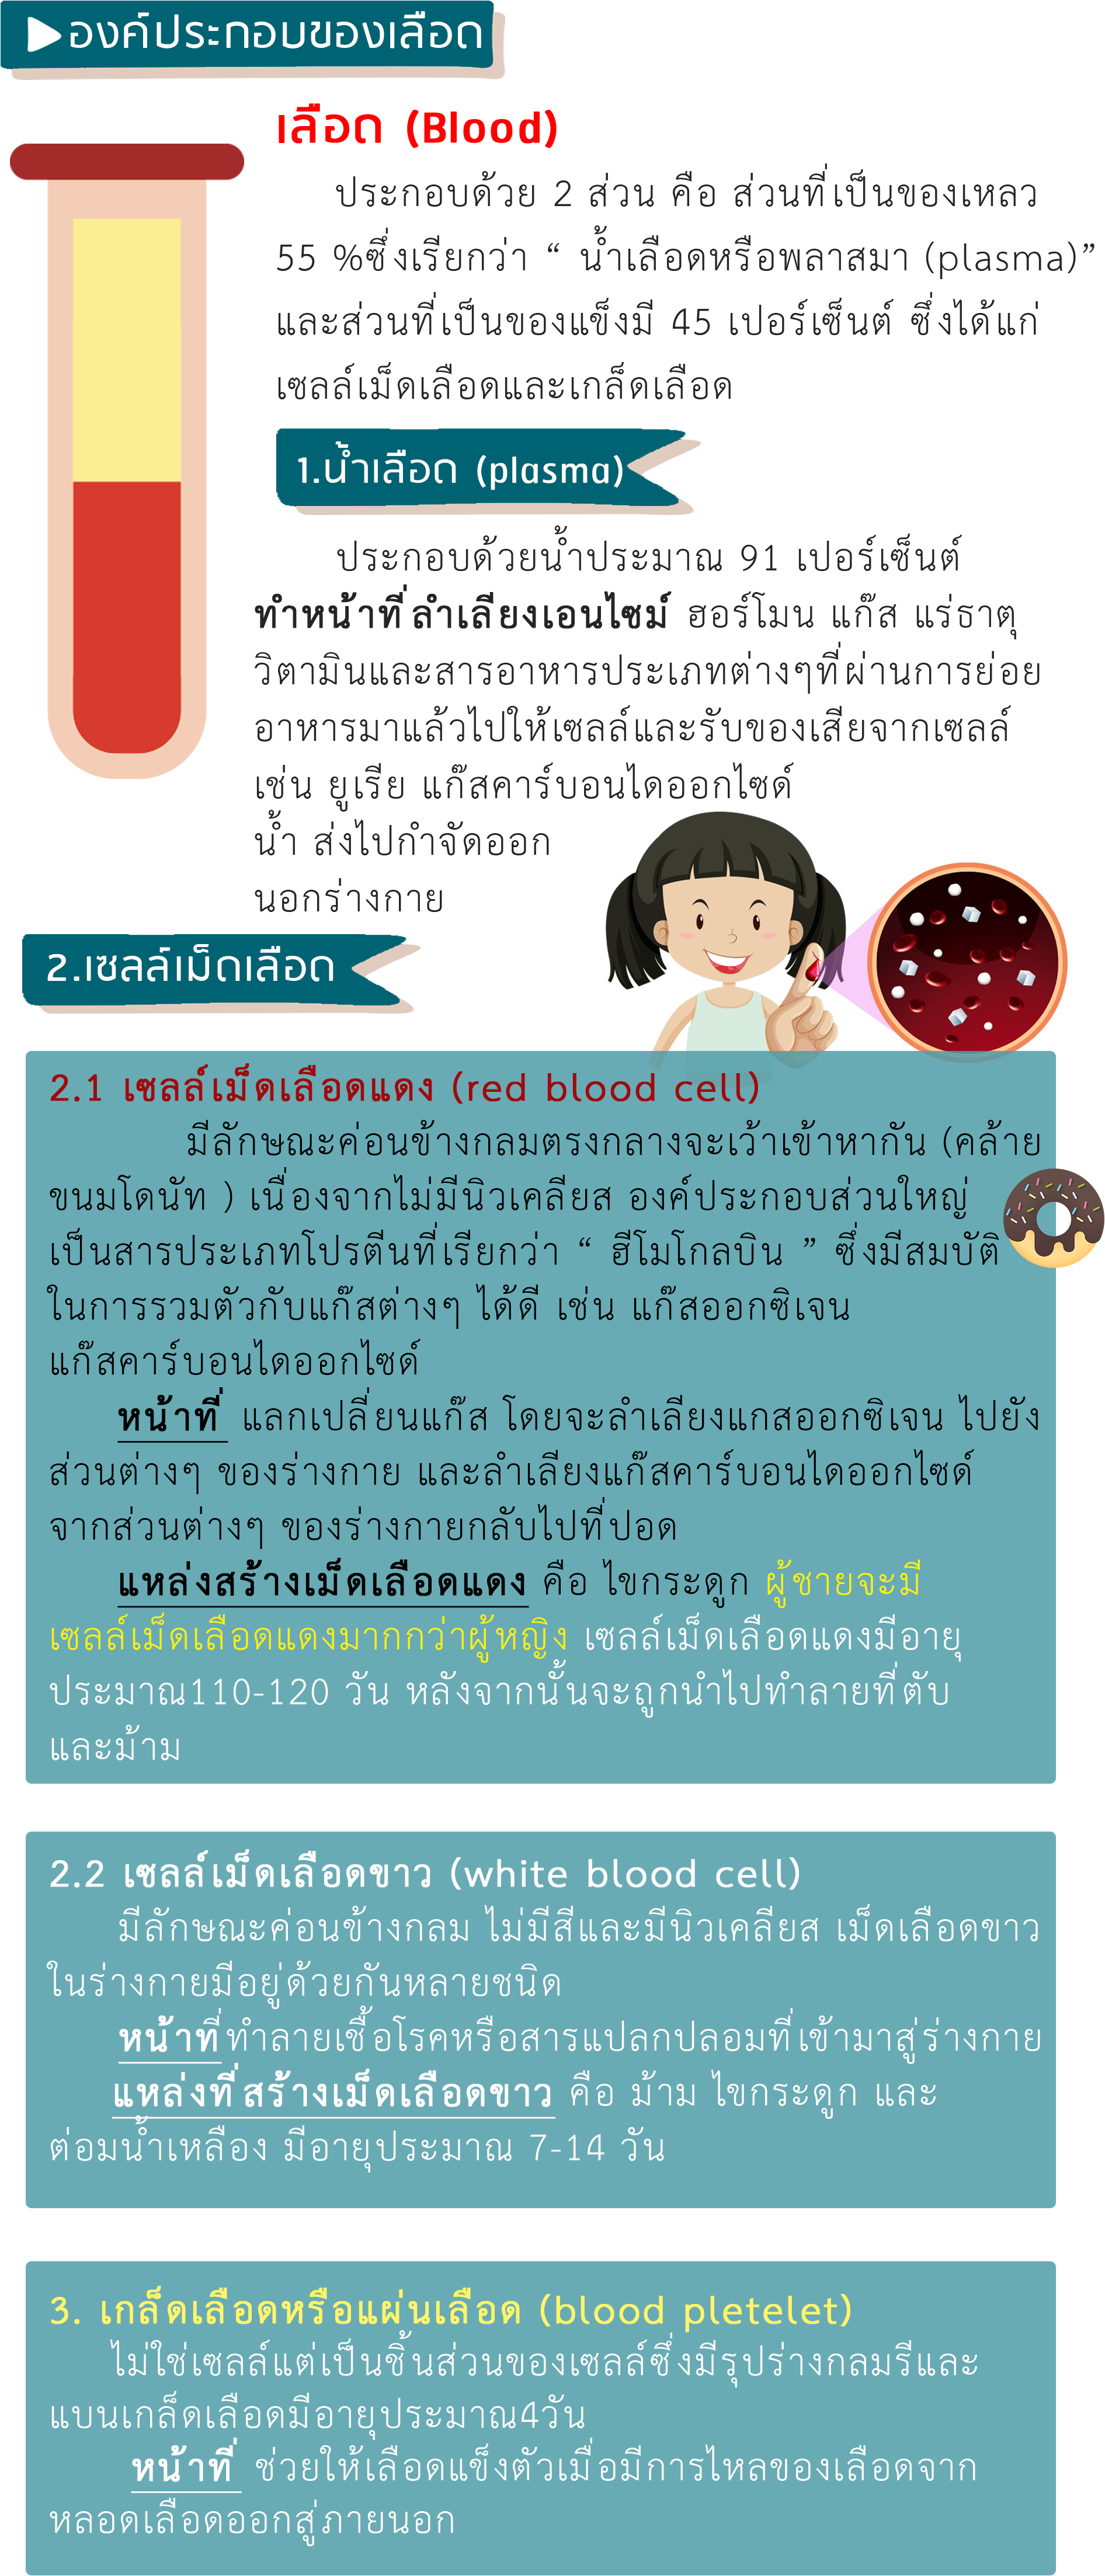 องค์ประกอบของเลือด
เลือด (Blood)
ประกอบด้วย 2 ส่วน คือ ส่วนที่เป็นของเหลว
55 %ซึ่งเรียกว่า “ น้ำเลือดหรือพลาสมา (plasma)”
และส่วนที่เป็นของแข็งมี 45 เปอร์เซ็นต์ ซึ่งได้แก่
เซลล์เม็ดเลือดและเกล็ดเลือด
1.น้ำเลือด (plasma)
ประกอบด้วยน้ำประมาณ 91 เปอร์เซ็นต์
ทำหน้าที่ลำเลียงเอนไซม์ ฮอร์โมน แก๊ส แร่ธาตุ
วิตามินและสารอาหารประเภทต่างๆที่ผ่านการย่อย
อาหารมาแล้วไปให้เซลล์และรับของเสียจากเซลล์
เช่น ยูเรีย แก๊สคาร์บอนไดออกไซด์
น้ำ ส่งไปกำจัดออก
นอกร่างกาย
2.เซลล์เม็ดเลือด
2.1 เซลล์เม็ดเลือดแดง (red blood cell)
มีลักษณะค่อนข้างกลมตรงกลางจะเว้าเข้าหากัน (คล้าย
ขนมโดนัท ) เนื่องจากไม่มีนิวเคลียส องค์ประกอบส่วนใหญ่
เป็นสารประเภทโปรตีนที่เรียกว่า “ ฮีโมโกลบิน ” ซึ่งมีสมบัติ
ในการรวมตัวกับแก๊สต่างๆ ได้ดี เช่น แก๊สออกซิเจน
แก๊สคาร์บอนไดออกไซด์
หน้าที่ แลกเปลี่ยนแก๊ส โดยจะลำเลียงแกสออกซิเจน ไปยัง
ส่วนต่างๆ ของร่างกาย และลำเลียงแก๊สคาร์บอนไดออกไซด์
จากส่วนต่างๆ ของร่างกายกลับไปที่ปอด
แหล่งสร้างเม็ดเลือดแดง คือ ไขกระดูก ผู้ชายจะมี
เซลล์เม็ดเลือดแดงมากกว่าผู้หญิง เซลล์เม็ดเลือดแดงมีอายุ
ประมาณ110-120 วัน หลังจากนั้นจะถูกนำไปทำลายที่ตับ
และม้าม
2.2 เซลล์เม็ดเลือดขาว (white blood cell)
มีลักษณะค่อนข้างกลม ไม่มีสีและมีนิวเคลียส เม็ดเลือดขาว
ในร่างกายมีอยู่ด้วยกันหลายชนิด
หน้าที่ทำลายเชื้อโรคหรือสารแปลกปลอมที่เข้ามาสู่ร่างกาย
แหล่งที่สร้างเม็ดเลือดขาว คือ ม้าม ไขกระดูก และ
ต่อมน้ำเหลือง มีอายุประมาณ 7-14 วัน
3. เกล็ดเลือดหรือแผ่นเลือด (blood pletelet)
ไม่ใช่เซลล์แต่เป็นชิ้นส่วนของเซลล์ซึ่งมีรุปร่างกลมรีและ
แบนเกล็ดเลือดมีอายุประมาณ4วัน
หน้าที่ ช่วยให้เลือดแข็งตัวเมื่อมีการไหลของเลือดจาก
หลอดเลือดออกสู่ภายนอก